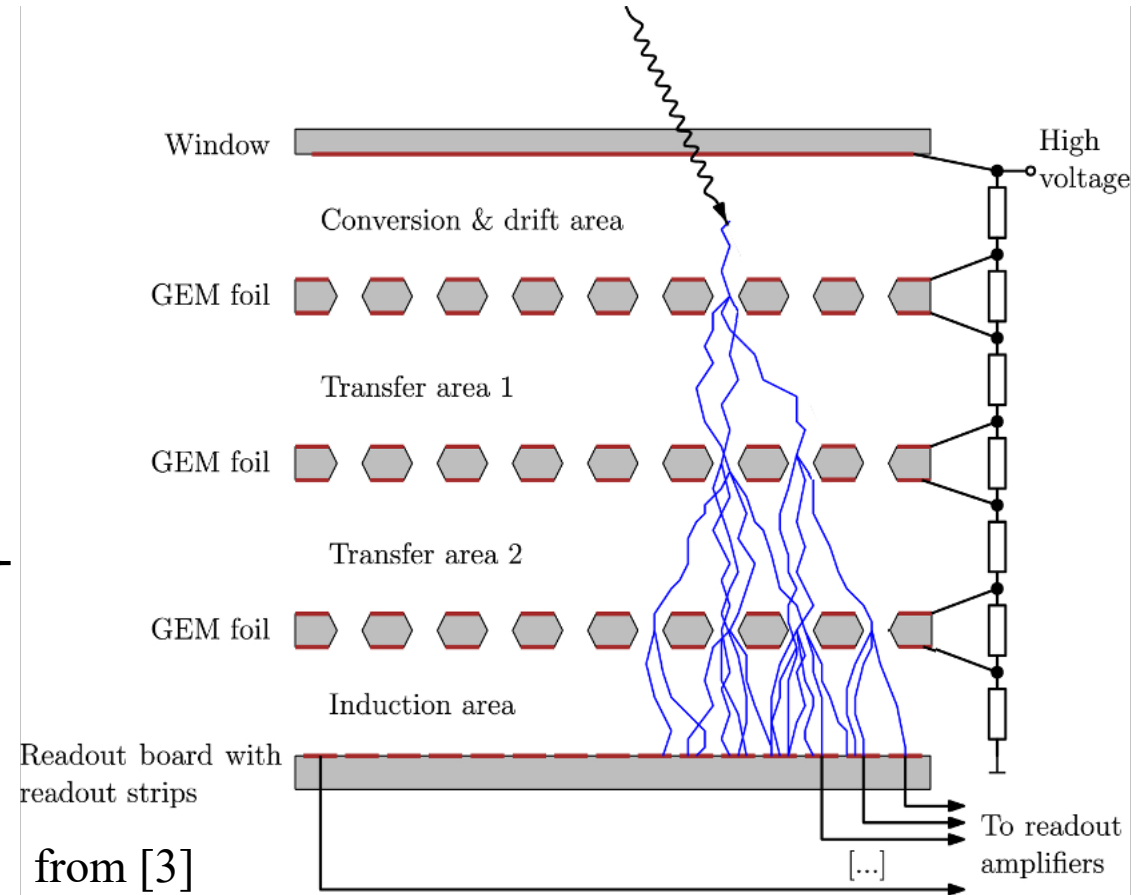 Window
High
voltage
Conversion & drift area
GEM foil
Transfer area 1
GEM foil
Transfer area 2
GEM foil
Induction area
Readout board with
readout strips
To readout
amplifiers
[...]
from [3]